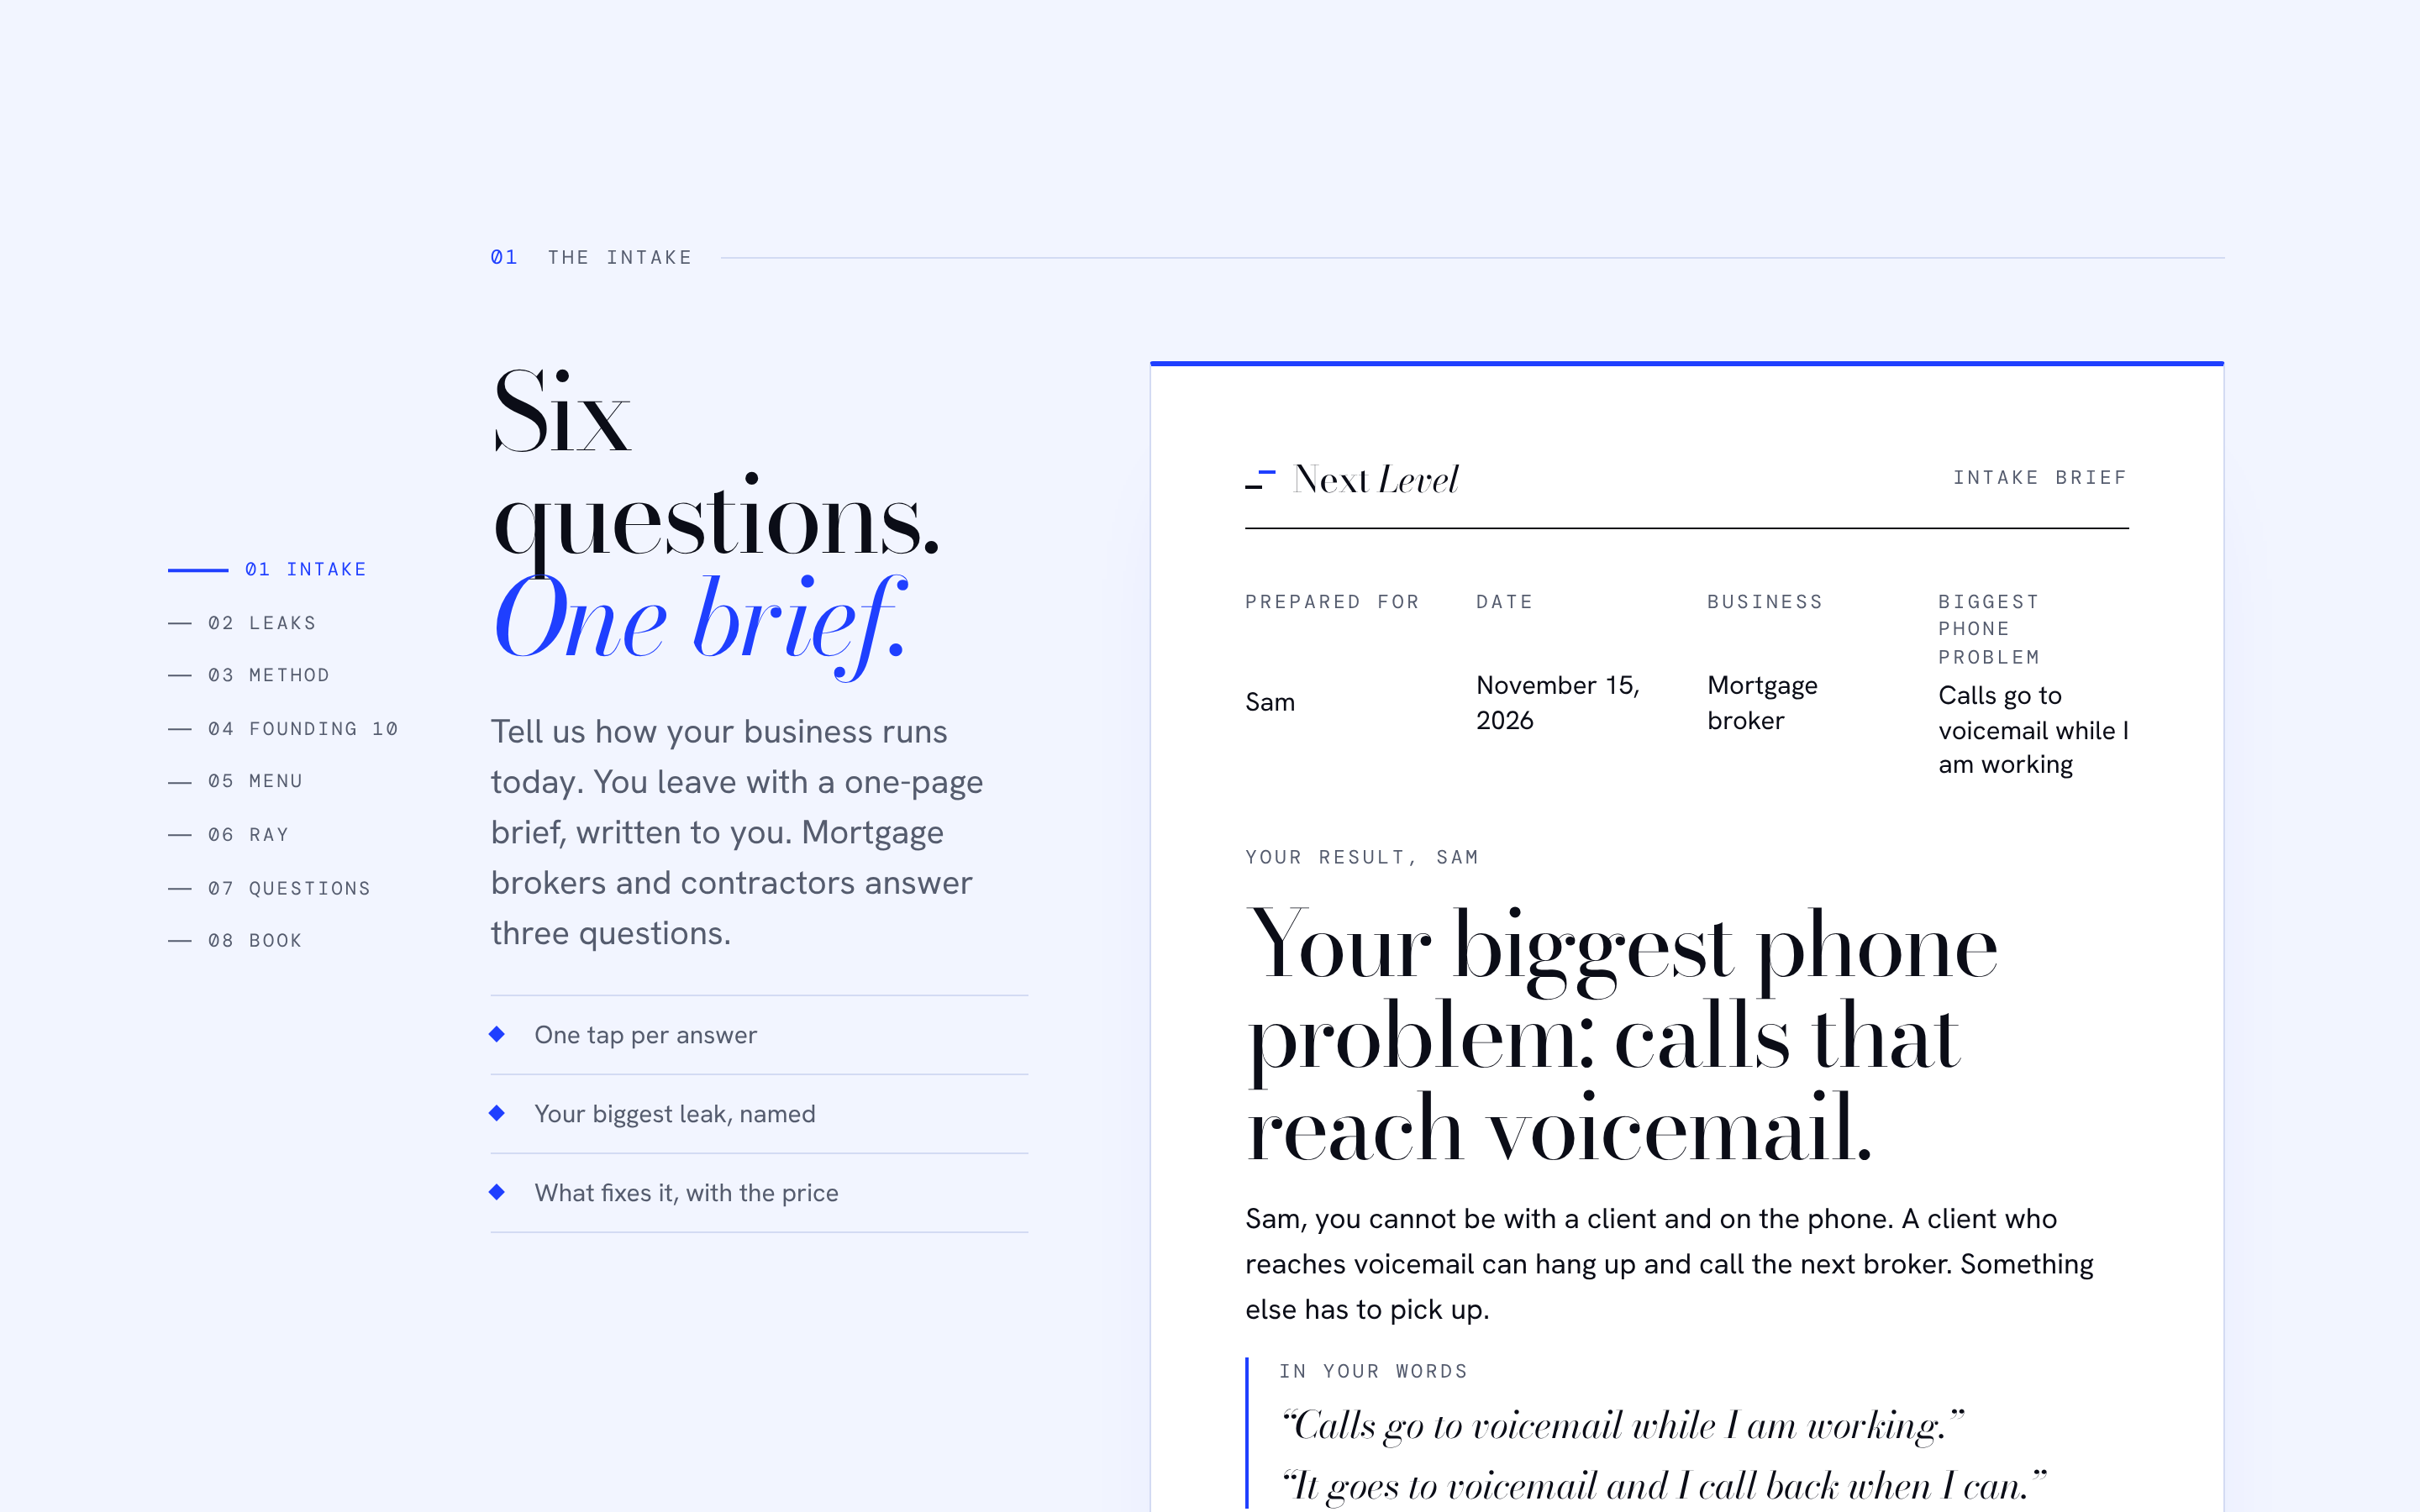 01 THE INTAKE
01 INTAKE
02 LEAKS
03 METHOD
04 FOUNDING 10
05 MENU
06 RAY
07 QUESTIONS
08 BOOK
Six
questions.
One brief.
Tell us how your business runs
today. You leave with a one-page
brief, written to you. Mortgage
brokers and contractors answer
three questions.
One tap per answer
Your biggest leak, named
What fixes it, with the price
Next Level
INTAKE BRIEF
PREPARED FOR
Sam
DATE
November 15,
2026
BUSINESS
Mortgage
broker
BIGGEST
PHONE
PROBLEM
Calls go to
voicemail while I
am working
YOUR RESULT, SAM
Your biggest phone
problem: calls that
reach voicemail.
Sam, you cannot be with a client and on the phone. A client who
reaches voicemail can hang up and call the next broker. Something
else has to pick up.
IN YOUR WORDS
“Calls go to voicemail while I am working.”
“It goes to voicemail and I call back when I can.”